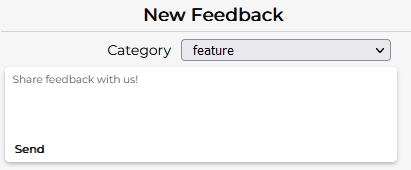 New Feedback
Category feature
Share feedback with us!
Send